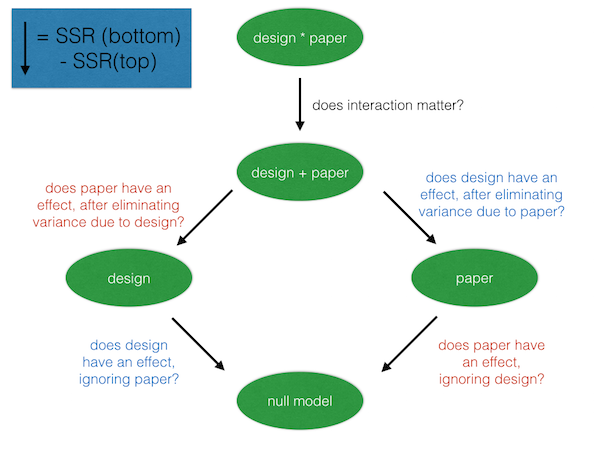 = SSR (bottom)
- SSR(top)
design * paper
does interaction matter?
design + paper
does paper have an
effect, after eliminating
variance due to design?
does design have an
effect, after eliminating
variance due to paper?
design
paper
does design
have an effect,
ignoring paper?
does paper have
an effect,
ignoring design?
null model